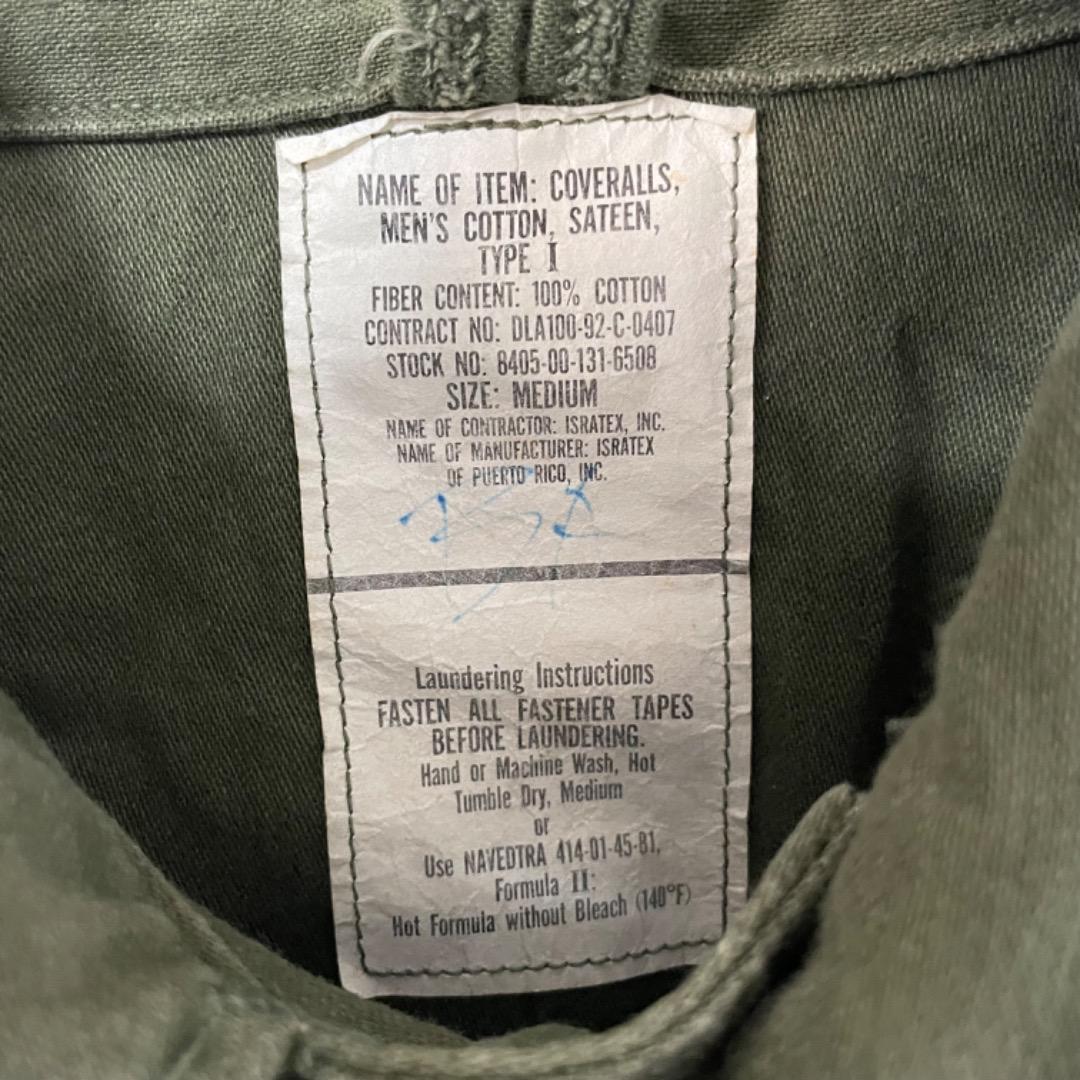 NAME OF ITEM: COVERALLS,
MEN'S COTTON, SATEEN,
TYPE I
FIBER CONTENT: 100% COTTON
CONTRACT NO: DLA100-92-C-0407
STOCK NO: 8405-00-131-6508
SIZE: MEDIUM
NAME OF CONTRACTOR: ISRATEX, INC.
NAME OF MANUFACTURER: ISRATEX
OF PUERTO RICO, INC.
Laundering Instructions
FASTEN ALL FASTENER TAPES
BEFORE LAUNDERING.
Hand or Machine Wash, Hot
Tumble Dry, Medium
or
Use NAVEDTRA 414-01-45-81,
Formula II:
Hot Formula without Bleach (140°F)